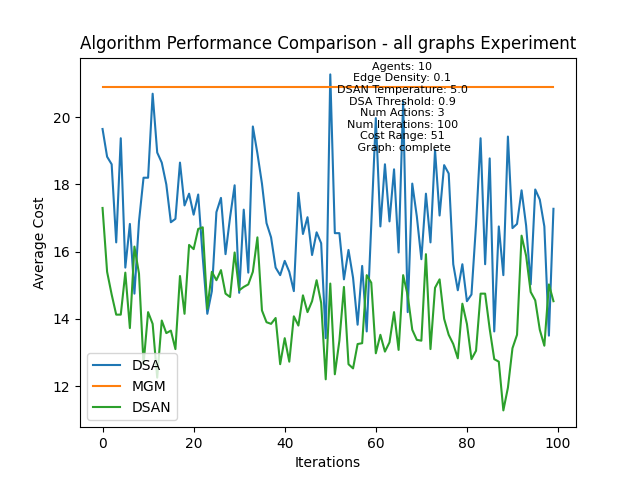 Algorithm Performance Comparison - all graphs Experiment
Agents: 10
Edge Density: 0.1
DSAN Temperature: 5.0
DSA Threshold: 0.9
Num Actions: 3
Num Iterations: 100
Cost Range: 51
Graph: complete
Average Cost
20
18
16
14
12
DSA
MGM
DSAN
0
20
40
60
80
100
Iterations